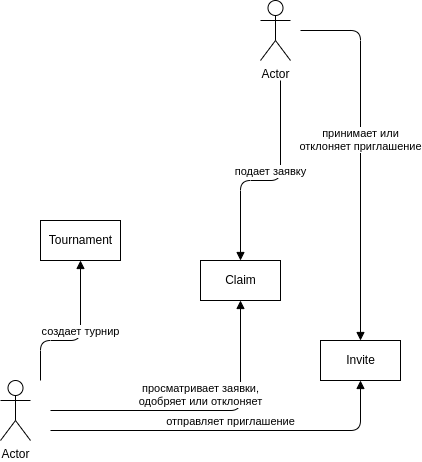 Actor
принимает или
отклоняет приглашение
подает заявку
Tournament
Claim
создает турнир
Invite
просматривает заявки,
одобряет или отклоняет
отправляет приглашение
Actor